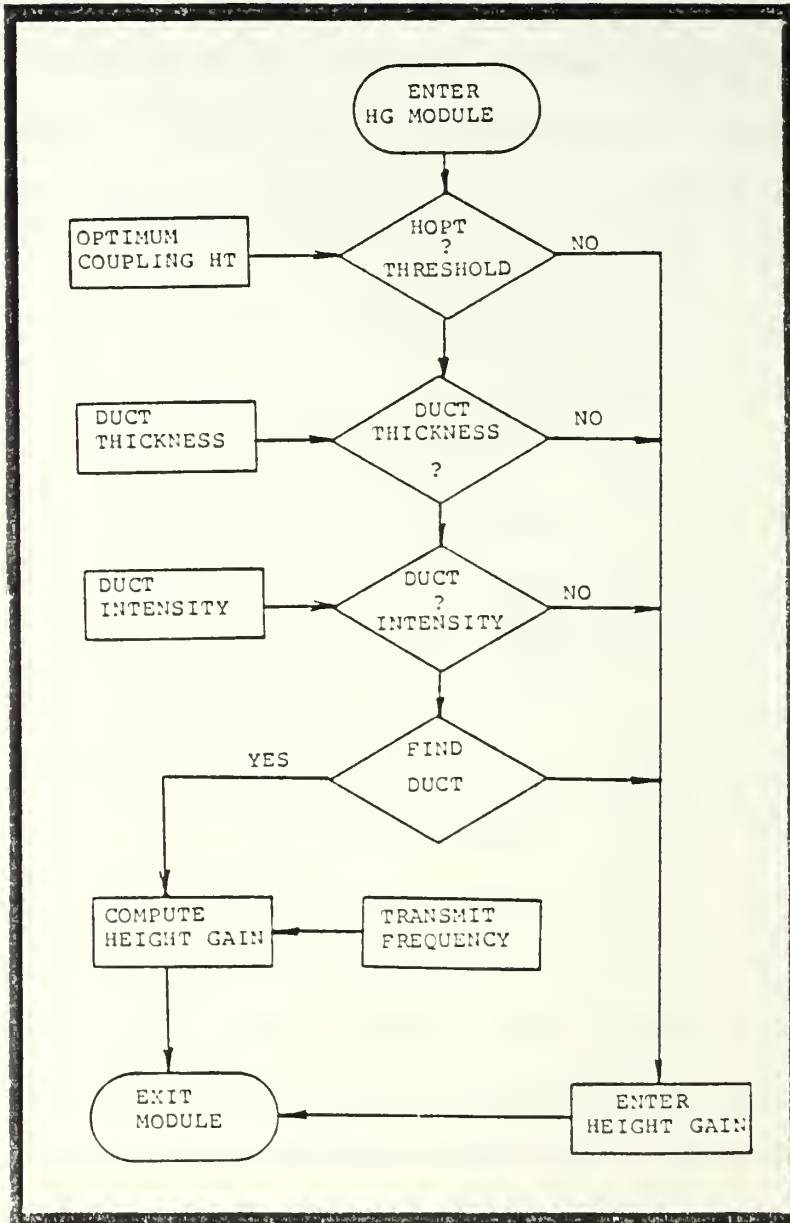 ENTER
HG MODULE
OPTIMUM
COUPLING HT
HOPT
?
THRESHOLD
NO
DUCT
THICKNESS
DUCT
THICKNESS
?
NO
DUCT
INTENSITY
DUCT
?
INTENSITY
NO
FIND
DUCT
YES
COMPUTE
HEIGHT GAIN
TRANSMIT
FREQUENCY
EXIT
MODULE
ENTER
HEIGHT GAIN